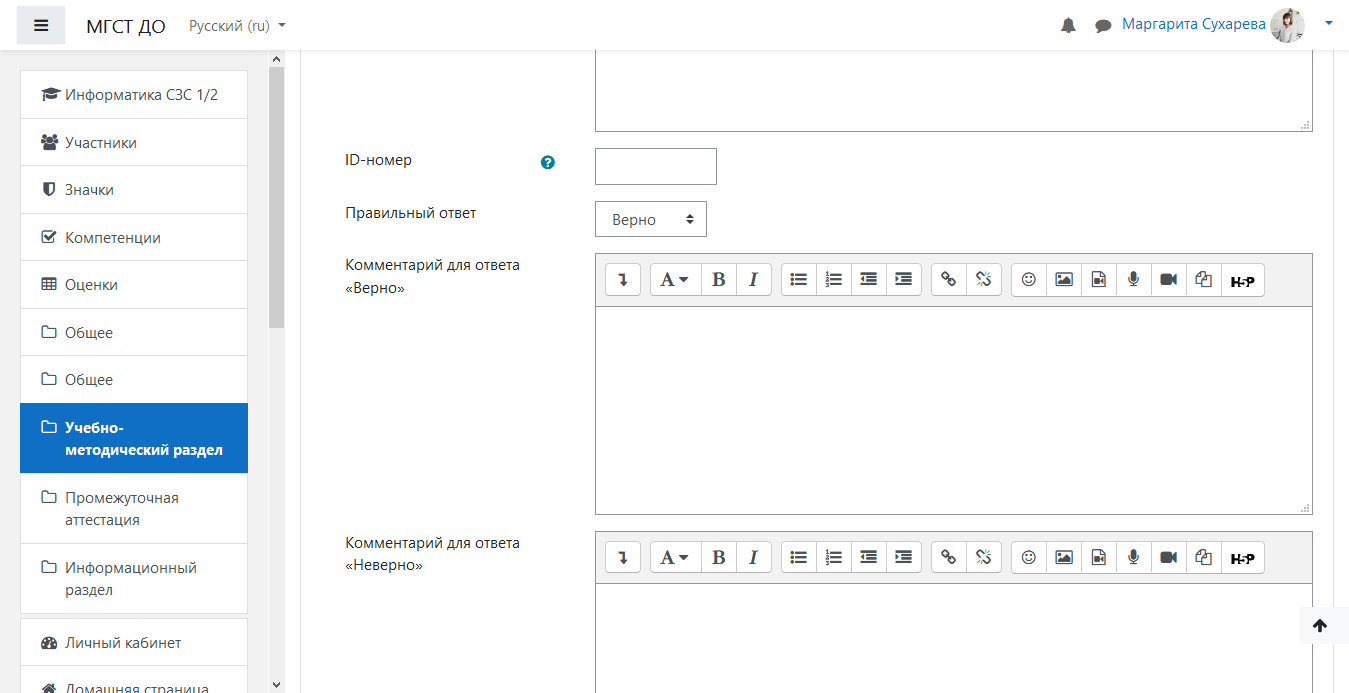 МГСТ ДО
Русский (ru)
Маргарита Сухарева
Информатика СЗС 1/2
Участники
Значки
Компетенции
Оценки
Общее
Общее
Учебно-
методический раздел
Промежуточная
аттестация
Информационный
раздел
Личный кабинет
Домашняя страница
ID-номер
?
Правильный ответ
Верно
Комментарий для ответа
«Верно»
A B I
H5P
Комментарий для ответа
«Неверно»
A B I
H5P